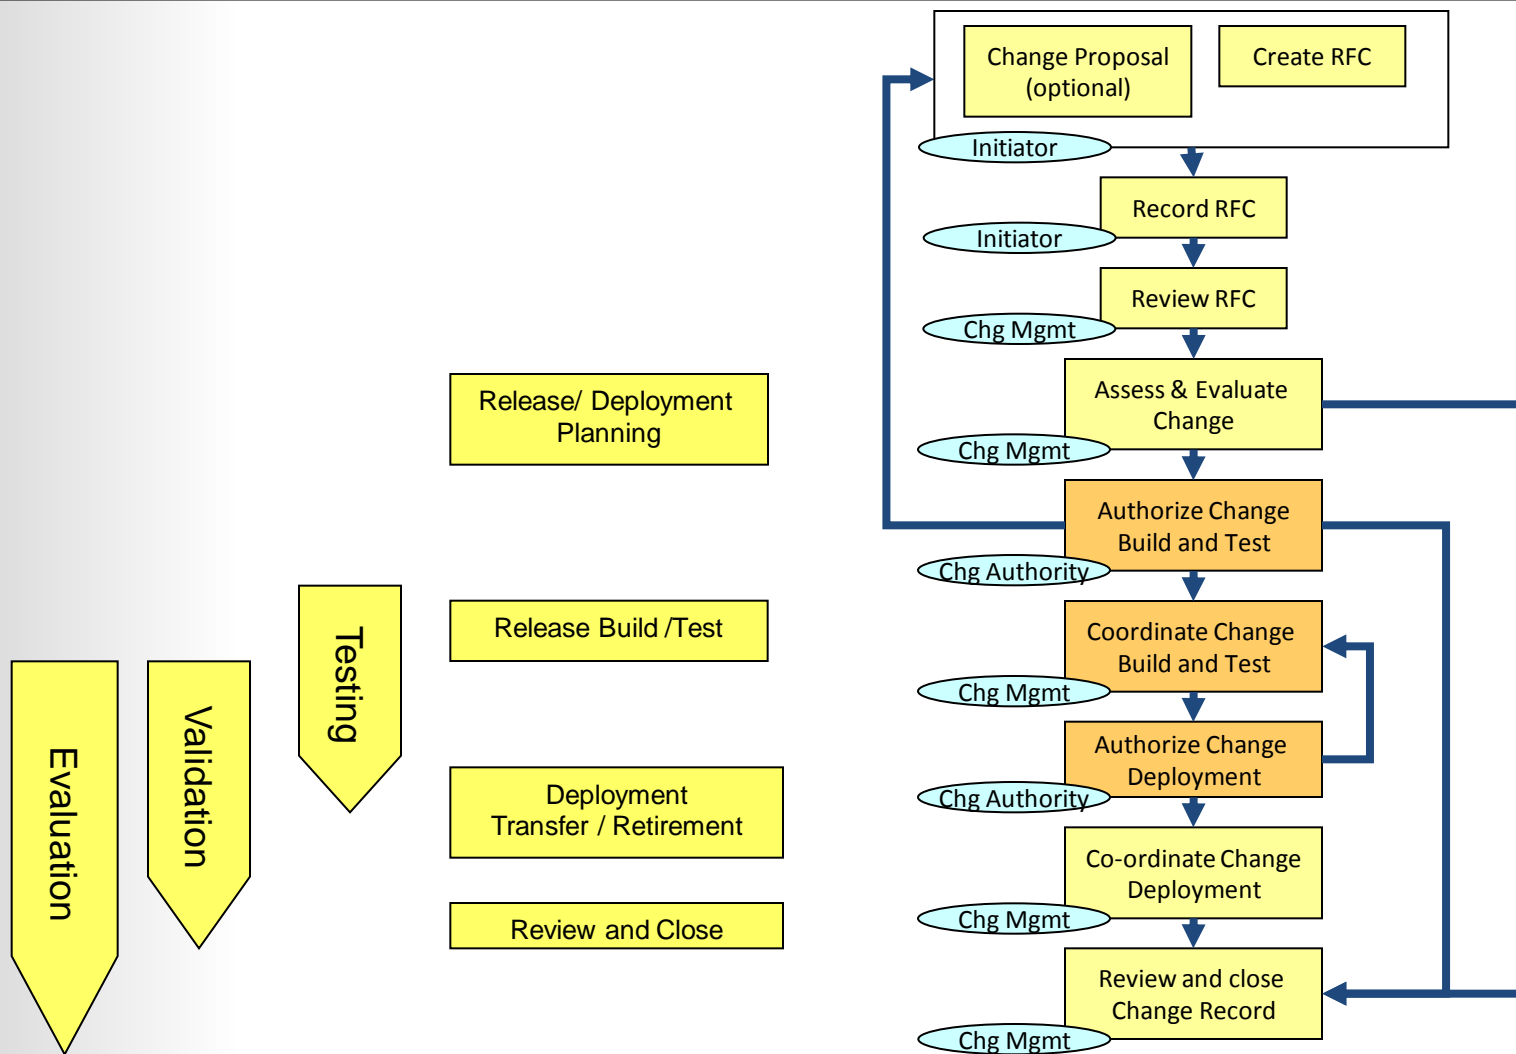 Change Proposal
(optional)
Create RFC
Initiator
Record RFC
Initiator
Review RFC
Chg Mgmt
Assess & Evaluate
Change
Chg Mgmt
Authorize Change
Build and Test
Chg Authority
Coordinate Change
Build and Test
Chg Mgmt
Authorize Change
Deployment
Chg Authority
Co-ordinate Change
Deployment
Chg Mgmt
Review and close
Change Record
Chg Mgmt
Release/ Deployment
Planning
Release Build /Test
Deployment
Transfer / Retirement
Review and Close
Testing
Validation
Evaluation